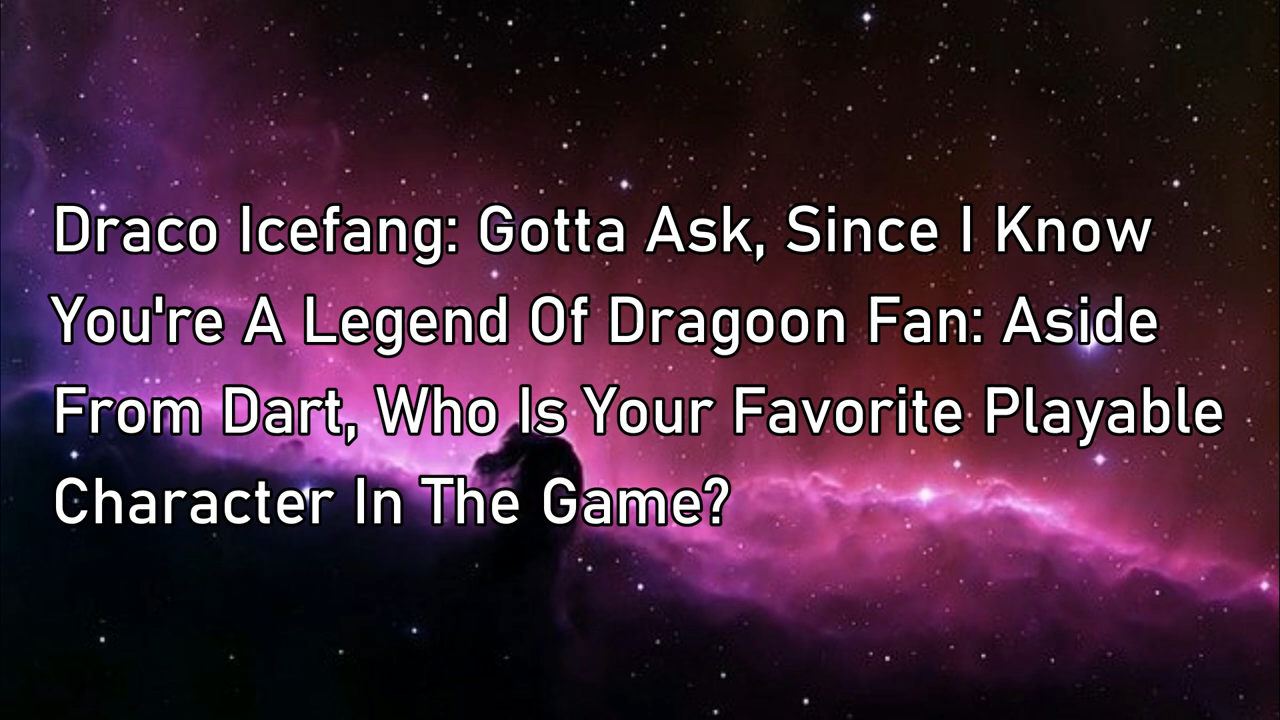 Draco Icefang: Gotta Ask, Since I Know
You're A Legend Of Dragoon Fan: Aside
From Dart, Who Is Your Favorite Playable
Character In The Game?